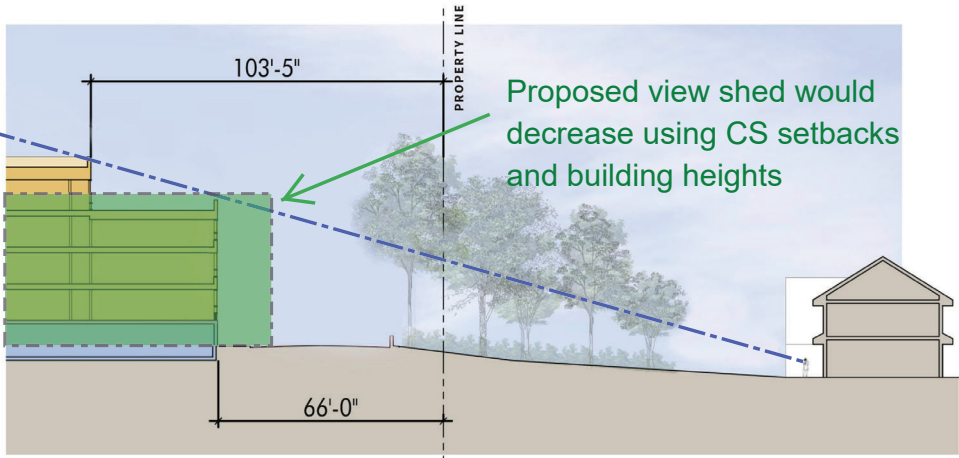 PROPERTY LINE
103'-5"
Proposed view shed would
decrease using CS setbacks
and building heights
66'-0"